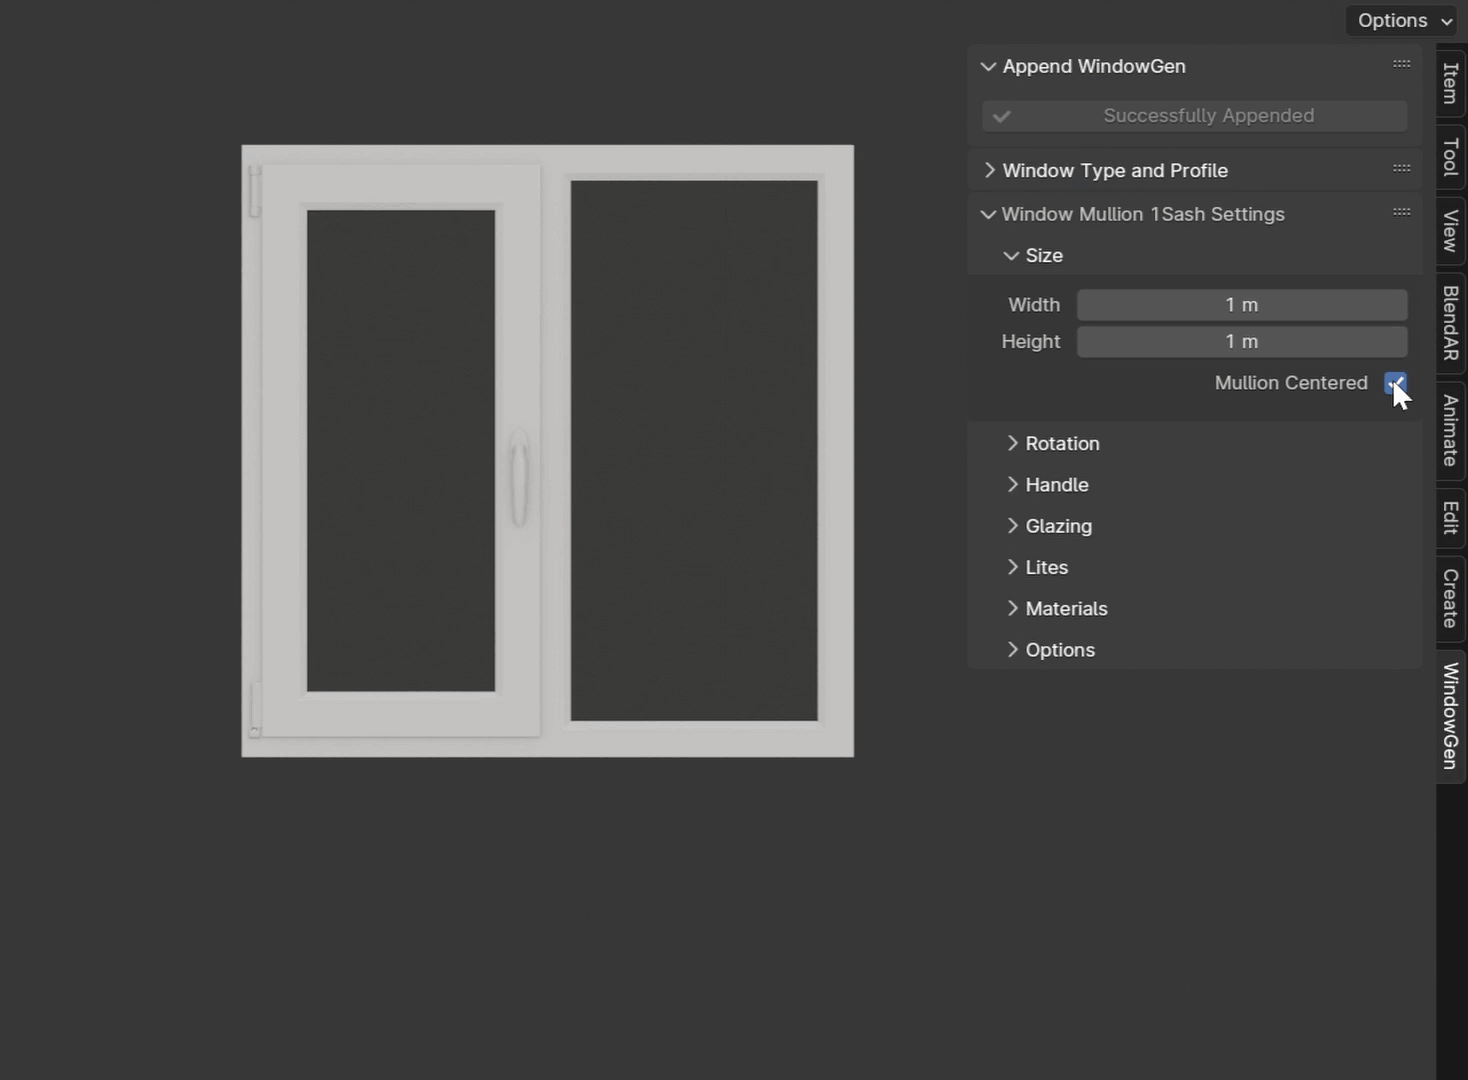 Options
Append WindowGen
Successfully Appended
Window Type and Profile
Window Mullion 1Sash Settings
Size
Width 1 m
Height 1 m
Mullion Centered
Rotation
Handle
Glazing
Lites
Materials
Options
Item
Tool
View
BlendAR
Animate
Edit
Create
WindowGen